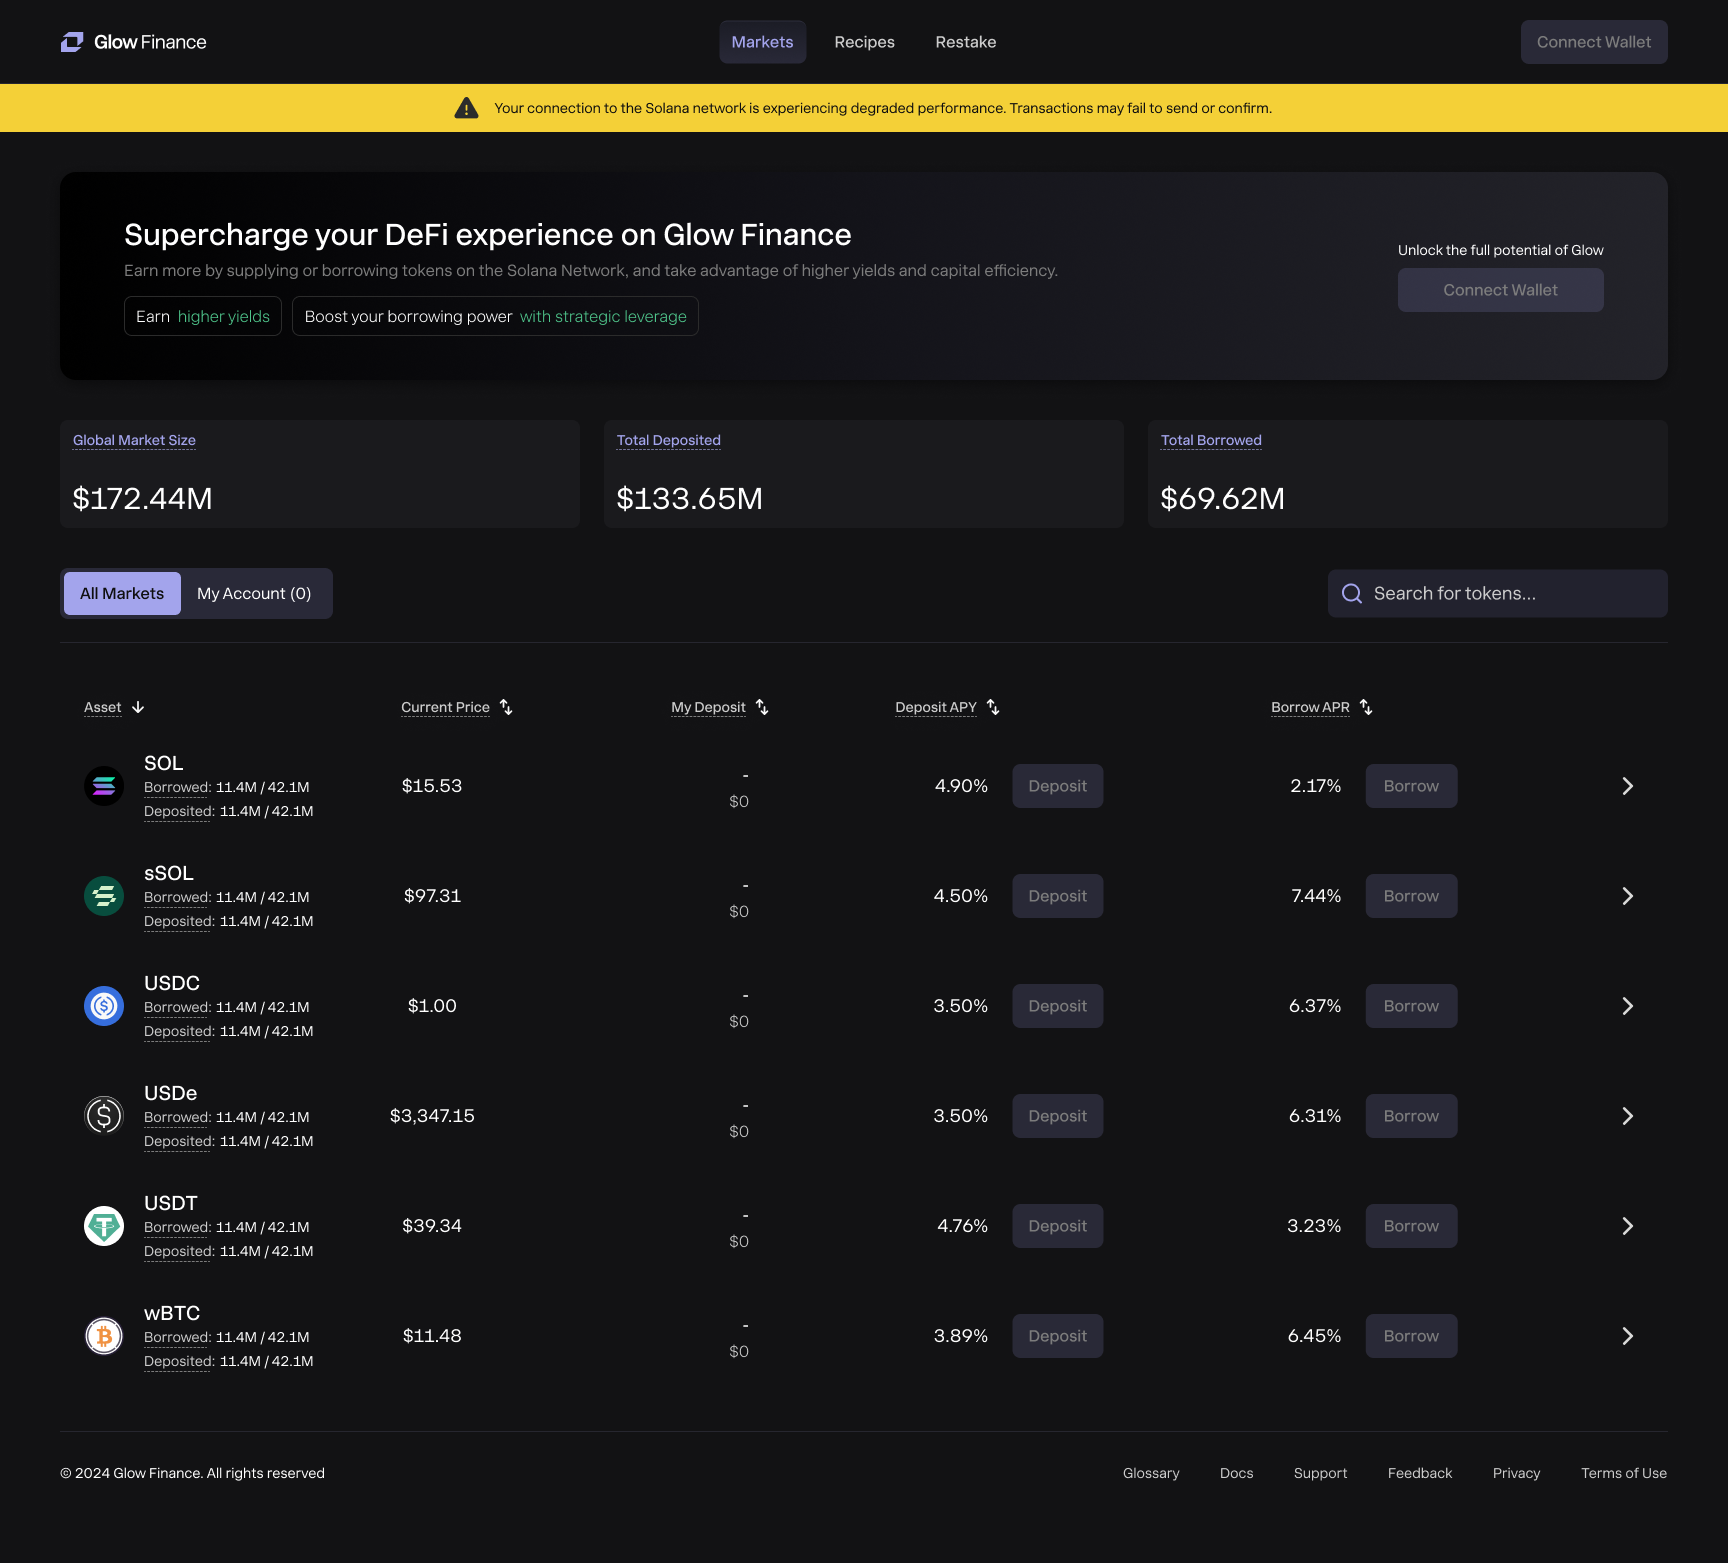 Glow Finance
Markets
Recipes
Restake
Connect Wallet
Your connection to the Solana network is experiencing degraded performance. Transactions may fail to send or confirm.
Supercharge your DeFi experience on Glow Finance
Earn more by supplying or borrowing tokens on the Solana Network, and take advantage of higher yields and capital efficiency.
Earn higher yields
Boost your borrowing power with strategic leverage
Unlock the full potential of Glow
Connect Wallet
Global Market Size
$172.44M
Total Deposited
$133.65M
Total Borrowed
$69.62M
All Markets
My Account (0)
Search for tokens...
Asset
Current Price
My Deposit
Deposit APY
Borrow APR
SOL
Borrowed: 11.4M / 42.1M
Deposited: 11.4M / 42.1M
$15.53
-
$0
4.90%
Deposit
2.17%
Borrow
sSOL
Borrowed: 11.4M / 42.1M
Deposited: 11.4M / 42.1M
$97.31
-
$0
4.50%
Deposit
7.44%
Borrow
USDC
Borrowed: 11.4M / 42.1M
Deposited: 11.4M / 42.1M
$1.00
-
$0
3.50%
Deposit
6.37%
Borrow
USDe
Borrowed: 11.4M / 42.1M
Deposited: 11.4M / 42.1M
$3,347.15
-
$0
3.50%
Deposit
6.31%
Borrow
USDT
Borrowed: 11.4M / 42.1M
Deposited: 11.4M / 42.1M
$39.34
-
$0
4.76%
Deposit
3.23%
Borrow
wBTC
Borrowed: 11.4M / 42.1M
Deposited: 11.4M / 42.1M
$11.48
-
$0
3.89%
Deposit
6.45%
Borrow
© 2024 Glow Finance. All rights reserved
Glossary
Docs
Support
Feedback
Privacy
Terms of Use